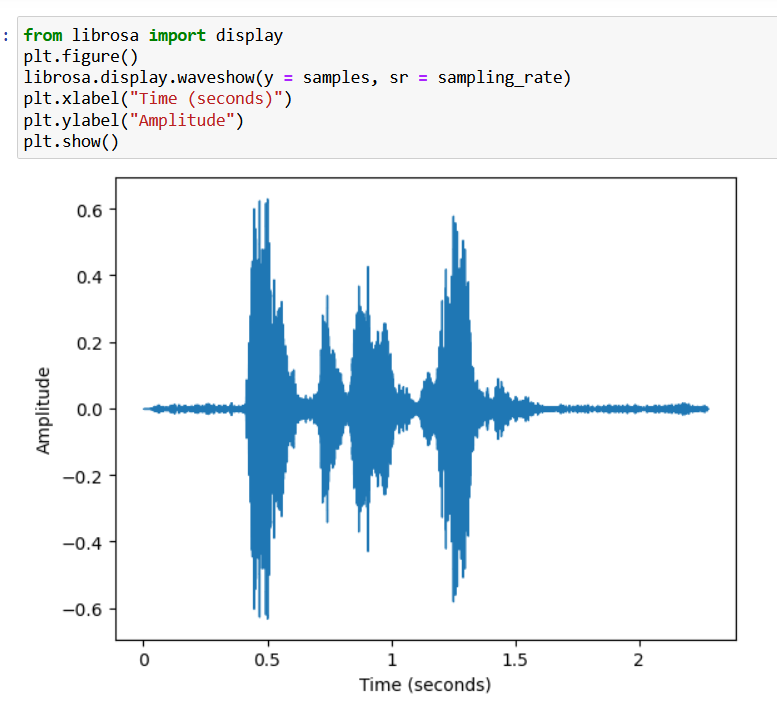 :
from librosa import display
plt.figure()
librosa.display.waveshow(y = samples, sr = sampling_rate)
plt.xlabel("Time (seconds)")
plt.ylabel("Amplitude")
plt.show()
0.6
0.4
0.2
0.0
−0.2
−0.4
−0.6
Amplitude
0
0.5
1
1.5
2
Time (seconds)